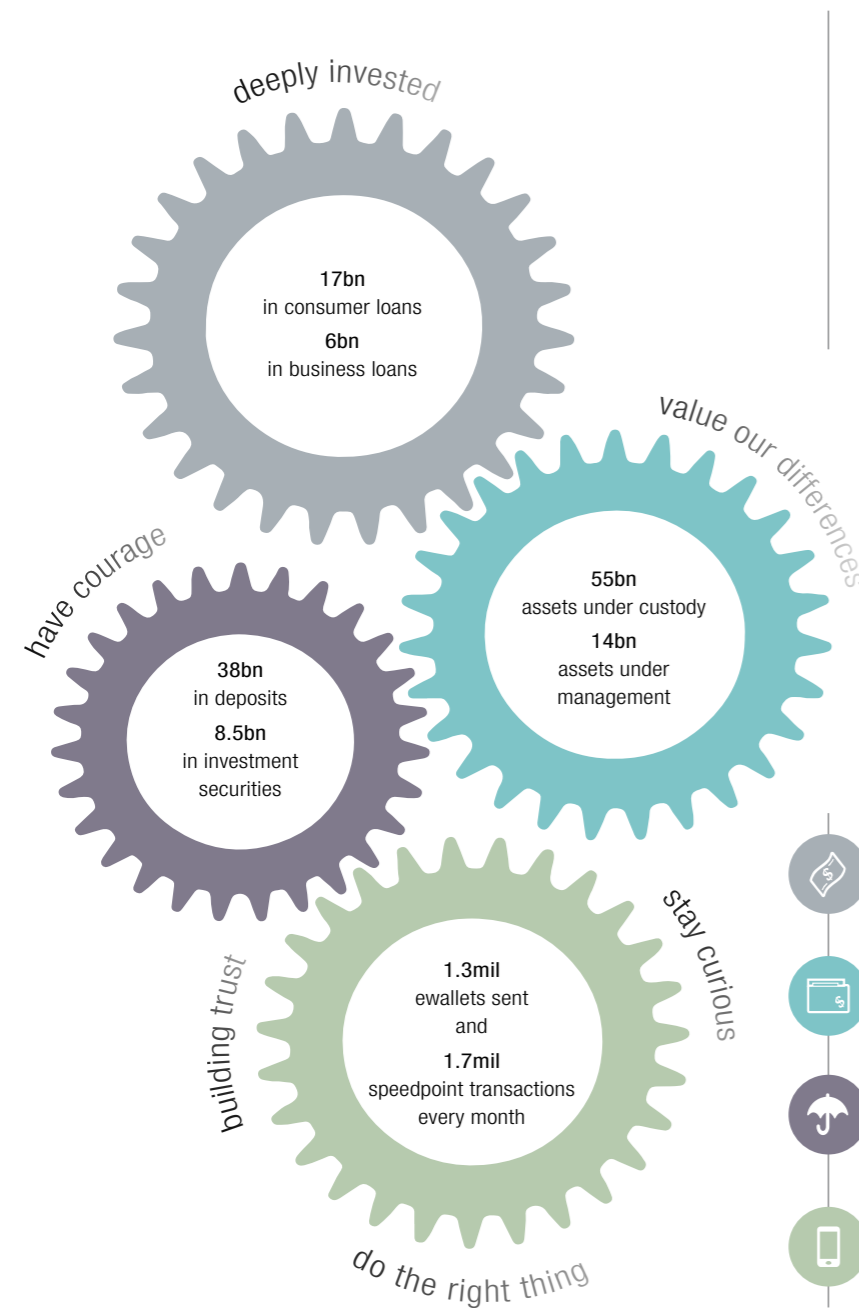 deeply invested
17bn
in consumer loans
6bn
in business loans
value our differences
55bn
assets under custody
14bn
assets under
management
have courage
38bn
in deposits
8.5bn
in investment
securities
stay curious
1.3mil
ewallets sent
and
1.7mil
speedpoint transactions
every month
building trust
do the right thing
$
$